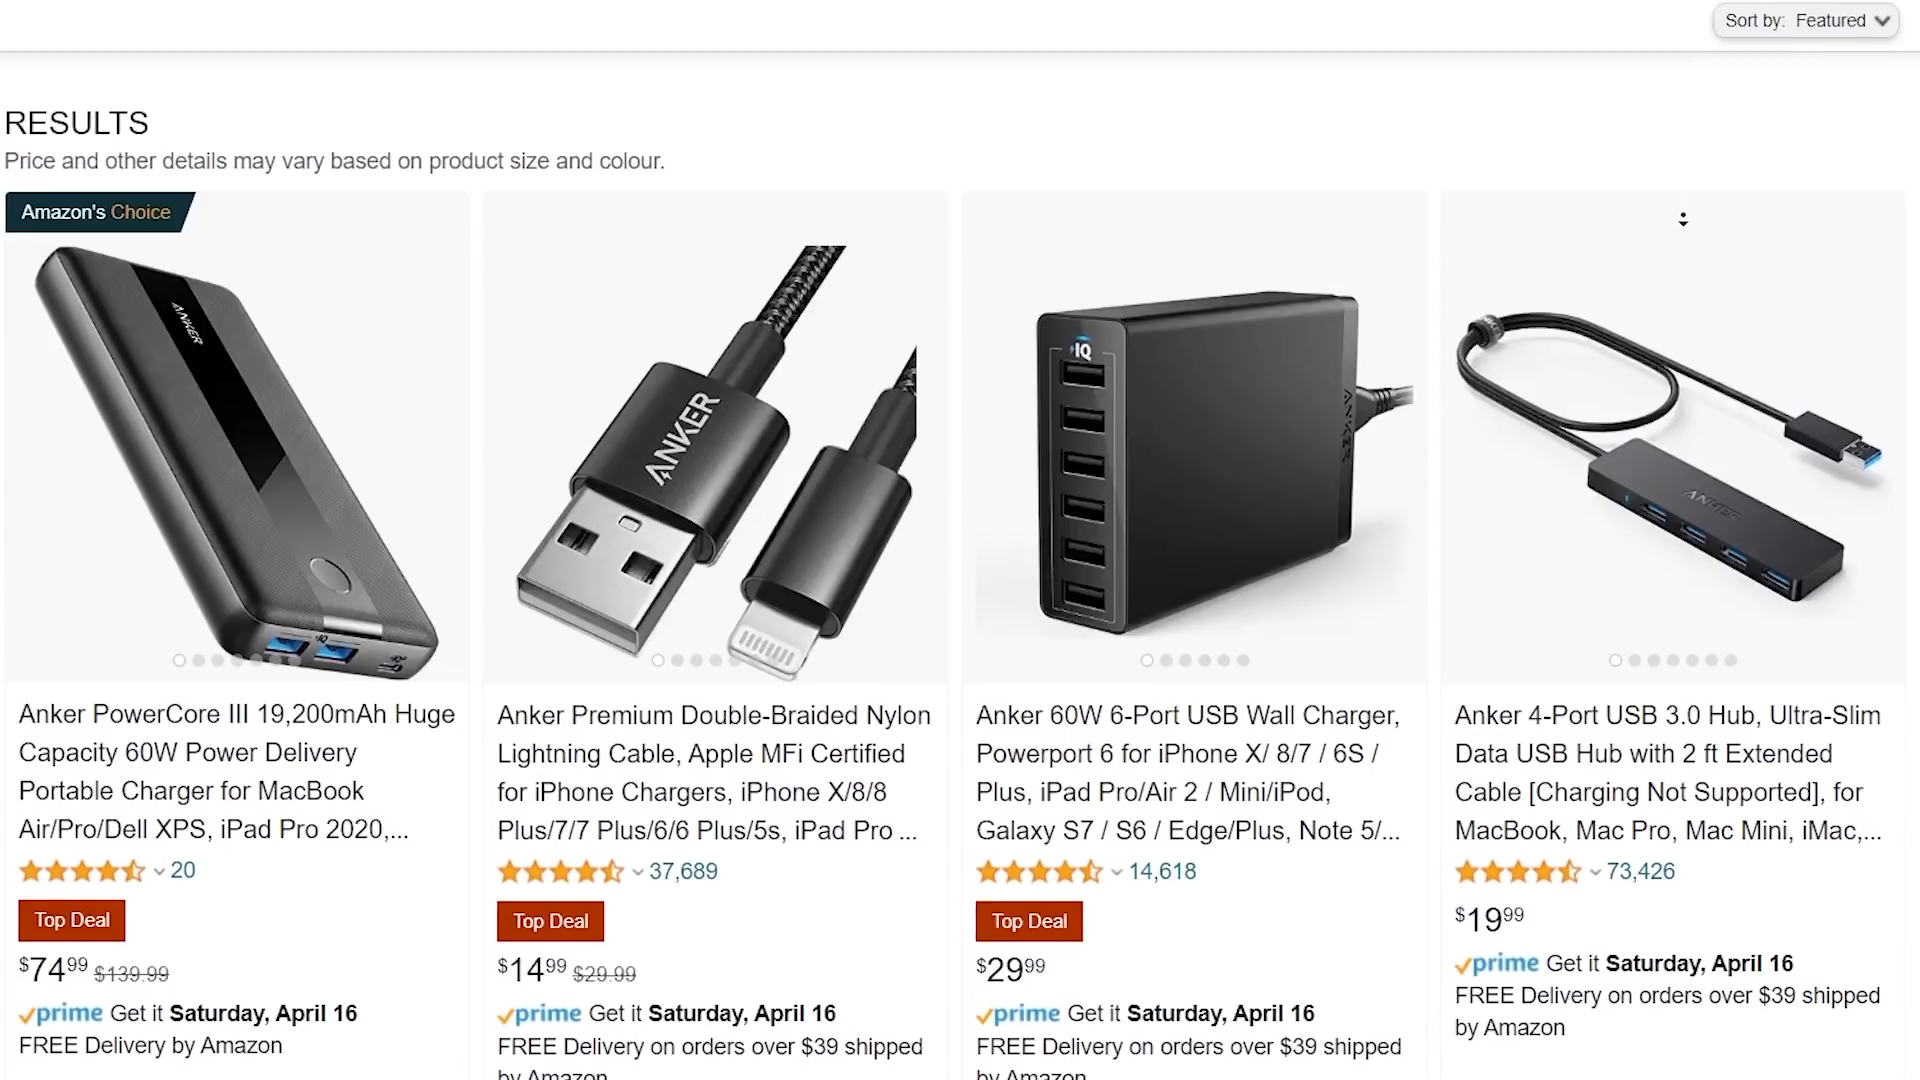 Sort by: Featured
RESULTS
Price and other details may vary based on product size and colour.
Amazon's Choice
ANKER
IQ
Anker PowerCore III 19,200mAh Huge
Capacity 60W Power Delivery
Portable Charger for MacBook
Air/Pro/Dell XPS, iPad Pro 2020,...
20
Top Deal
$74.99 $139.99
prime Get it Saturday, April 16
FREE Delivery by Amazon
ANKER
Anker Premium Double-Braided Nylon
Lightning Cable, Apple MFi Certified
for iPhone Chargers, iPhone X/8/8
Plus/7/7 Plus/6/6 Plus/5s, iPad Pro ...
37,689
Top Deal
$14.99 $29.99
prime Get it Saturday, April 16
FREE Delivery on orders over $39 shipped
by Amazon
IQ
ANKER
Anker 60W 6-Port USB Wall Charger,
Powerport 6 for iPhone X/ 8/7 / 6S /
Plus, iPad Pro/Air 2 / Mini/iPod,
Galaxy S7 / S6 / Edge/Plus, Note 5/...
14,618
Top Deal
$29.99
prime Get it Saturday, April 16
FREE Delivery on orders over $39 shipped
by Amazon
ANKER
Anker 4-Port USB 3.0 Hub, Ultra-Slim
Data USB Hub with 2 ft Extended
Cable [Charging Not Supported], for
MacBook, Mac Pro, Mac Mini, iMac,...
73,426
$19.99
prime Get it Saturday, April 16
FREE Delivery on orders over $39 shipped
by Amazon